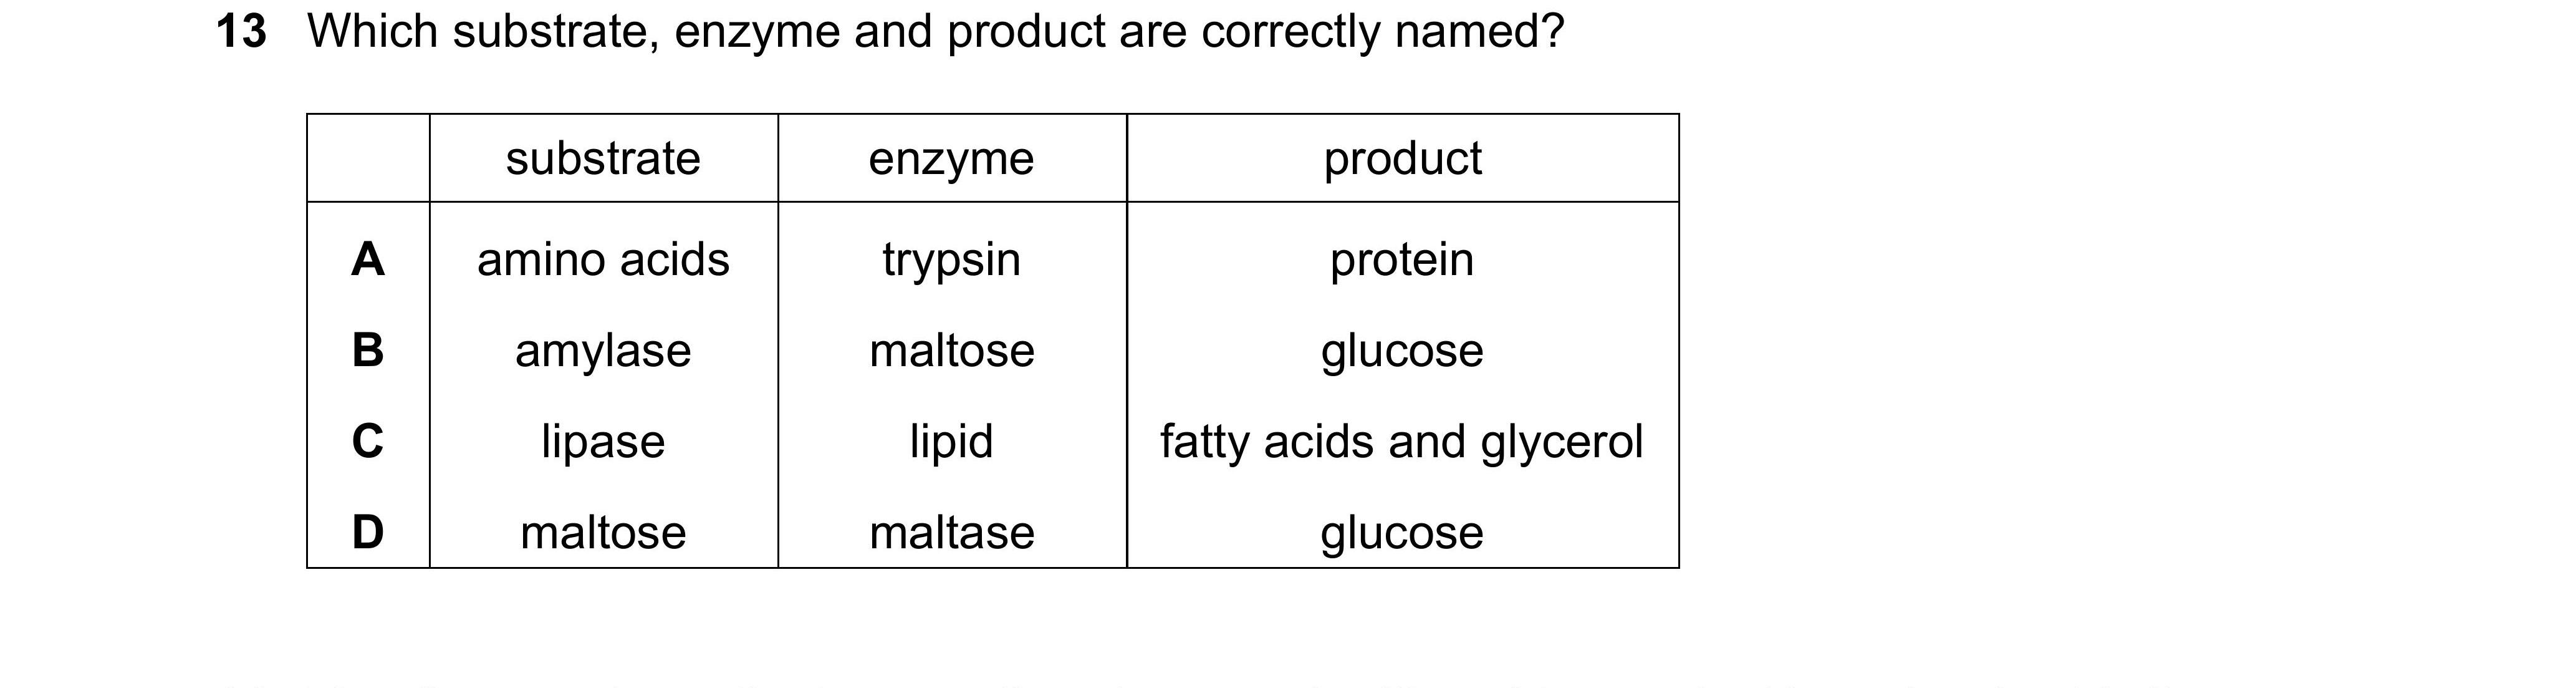 13 Which substrate, enzyme and product are correctly named?
substrate enzyme product
A amino acids trypsin protein
B amylase maltose glucose
C lipase lipid fatty acids and glycerol
D maltose maltase glucose